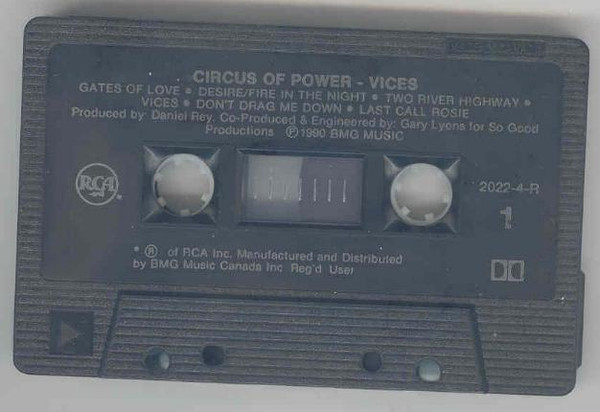 CIRCUS OF POWER - VICES
GATES OF LOVE • DESIRE/FIRE IN THE NIGHT • TWO RIVER HIGHWAY •
VICES • DON'T DRAG ME DOWN • LAST CALL ROSIE
Produced by Daniel Rey. Co-Produced & Engineered by: Gary Lyons for So Good
Productions ℗1990 BMG MUSIC
RCA
2022-4-R
1
• ® of RCA Inc. Manufactured and Distributed
by BMG Music Canada Inc Reg'd User